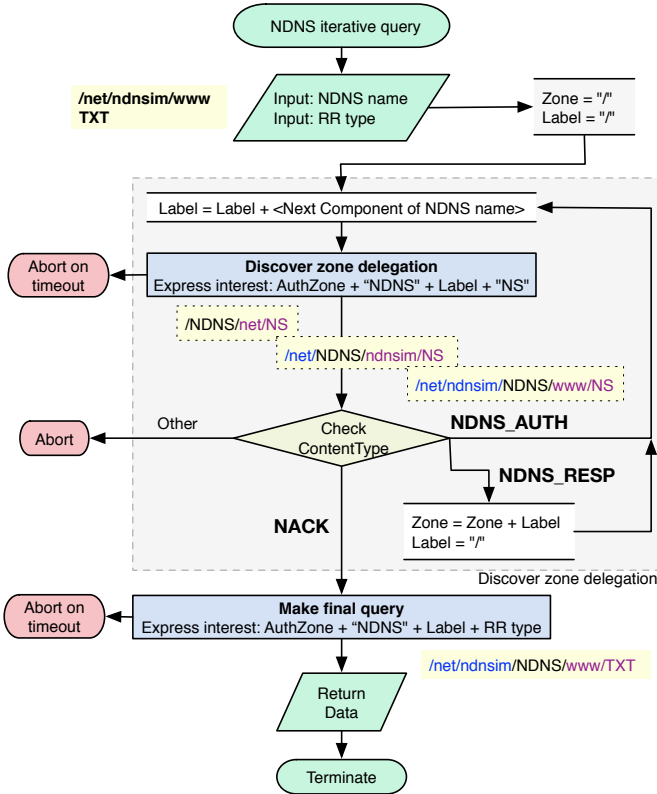 NDNS iterative query
/net/ndnsim/www
TXT
Input: NDNS name
Input: RR type
Zone = "/"
Label = "/"
Label = Label + <Next Component of NDNS name>
Abort on
timeout
Discover zone delegation
Express interest: AuthZone + “NDNS" + Label + "NS"
/NDNS/net/NS
/net/NDNS/ndnsim/NS
/net/ndnsim/NDNS/www/NS
Abort
Other
Check
ContentType
NDNS_AUTH
NDNS_RESP
NACK
Zone = Zone + Label
Label = "/"
Discover zone delegation
Abort on
timeout
Make final query
Express interest: AuthZone + “NDNS" + Label + RR type
/net/ndnsim/NDNS/www/TXT
Return
Data
Terminate